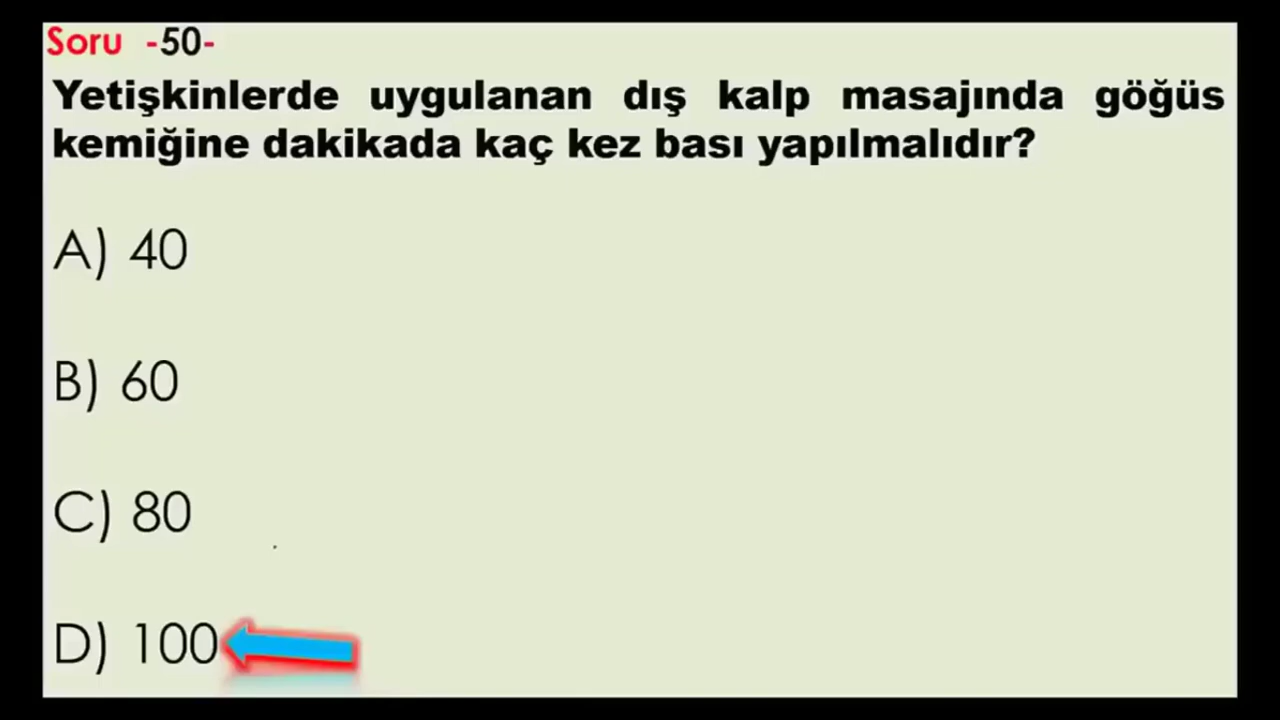 Soru -50-
Yetişkinlerde uygulanan dış kalp masajında göğüs
kemiğine dakikada kaç kez bası yapılmalıdır?
A) 40
B) 60
C) 80
D) 100